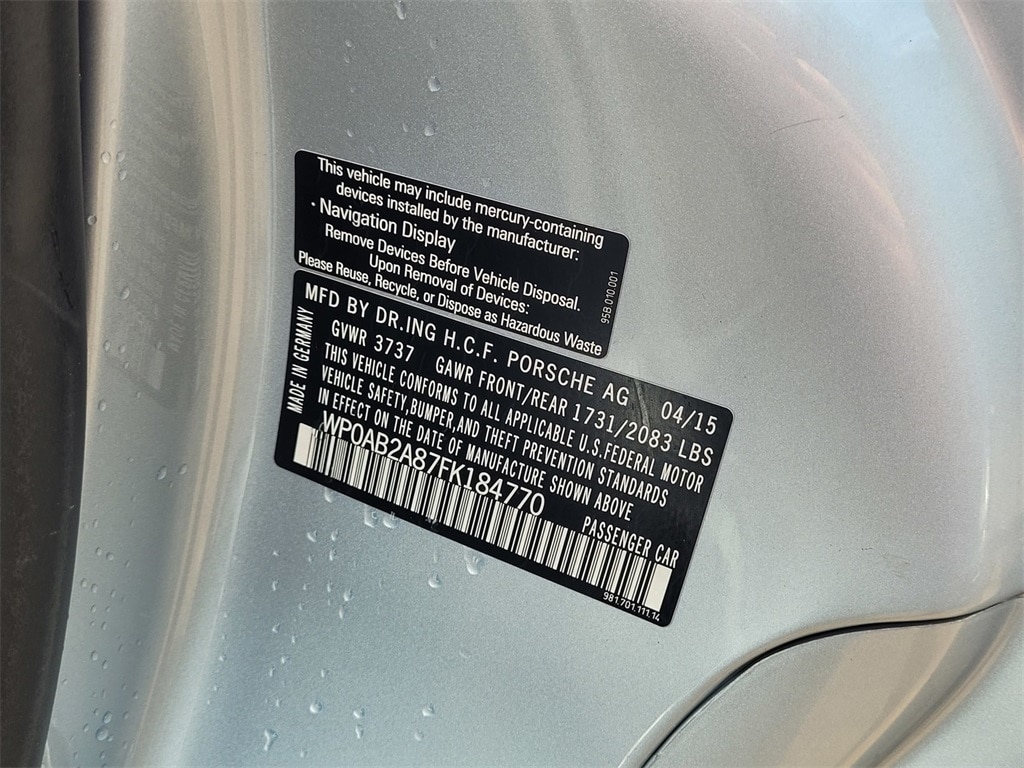 This vehicle may include mercury-containing
devices installed by the manufacturer:
· Navigation Display
Remove Devices Before Vehicle Disposal.
Upon Removal of Devices:
Please Reuse, Recycle, or Dispose as Hazardous Waste
95B.010.001
MFD BY DR.ING H.C.F. PORSCHE AG 04/15
GVWR 3737 GAWR FRONT/REAR 1731/2083 LBS
THIS VEHICLE CONFORMS TO ALL APPLICABLE U.S.FEDERAL MOTOR
VEHICLE SAFETY,BUMPER,AND THEFT PREVENTION STANDARDS
IN EFFECT ON THE DATE OF MANUFACTURE SHOWN ABOVE
WP0AB2A87FK184770
PASSENGER CAR
MADE IN GERMANY
981.701.111.14